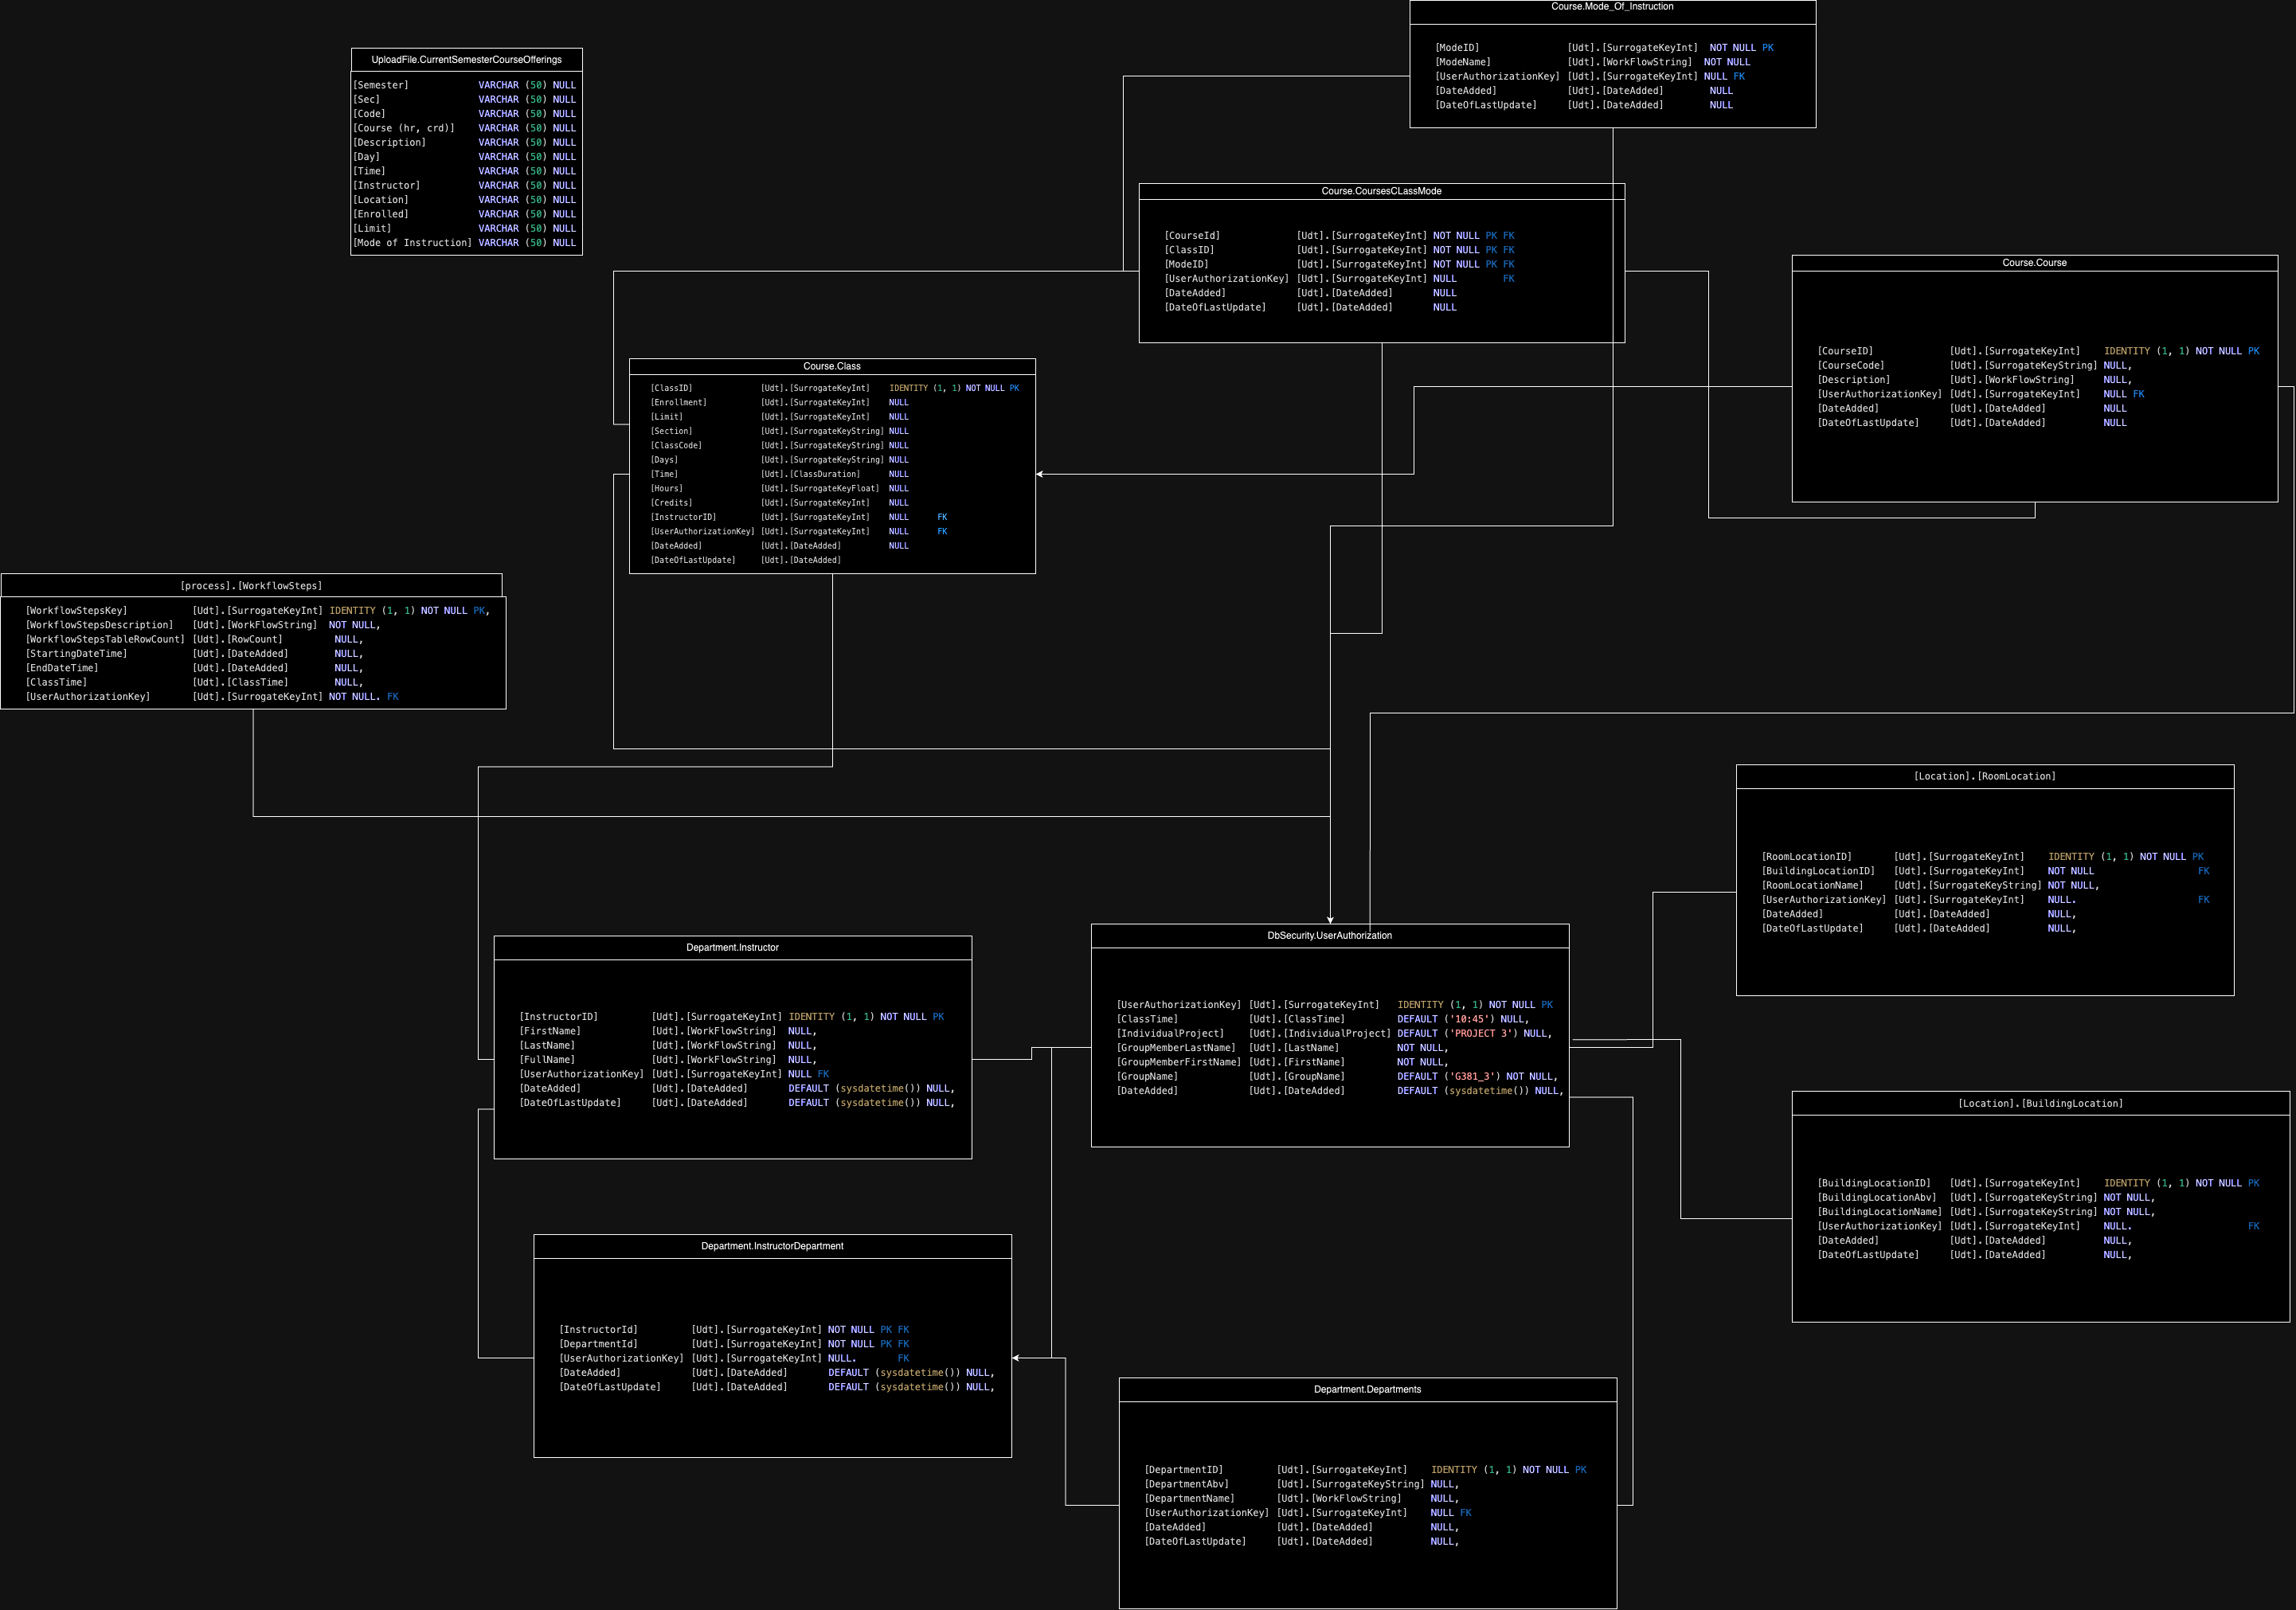 Course.Mode_Of_Instruction
[ModeID] [Udt].[SurrogateKeyInt] NOT NULL PK
[ModeName] [Udt].[WorkFlowString] NOT NULL
[UserAuthorizationKey] [Udt].[SurrogateKeyInt] NULL FK
[DateAdded] [Udt].[DateAdded] NULL
[DateOfLastUpdate] [Udt].[DateAdded] NULL
UploadFile.CurrentSemesterCourseOfferings
[Semester] VARCHAR (50) NULL
[Sec] VARCHAR (50) NULL
[Code] VARCHAR (50) NULL
[Course (hr, crd)] VARCHAR (50) NULL
[Description] VARCHAR (50) NULL
[Day] VARCHAR (50) NULL
[Time] VARCHAR (50) NULL
[Instructor] VARCHAR (50) NULL
[Location] VARCHAR (50) NULL
[Enrolled] VARCHAR (50) NULL
[Limit] VARCHAR (50) NULL
[Mode of Instruction] VARCHAR (50) NULL
Course.CoursesCLassMode
[CourseId] [Udt].[SurrogateKeyInt] NOT NULL PK FK
[ClassID] [Udt].[SurrogateKeyInt] NOT NULL PK FK
[ModeID] [Udt].[SurrogateKeyInt] NOT NULL PK FK
[UserAuthorizationKey] [Udt].[SurrogateKeyInt] NULL FK
[DateAdded] [Udt].[DateAdded] NULL
[DateOfLastUpdate] [Udt].[DateAdded] NULL
Course.Course
[CourseID] [Udt].[SurrogateKeyInt] IDENTITY (1, 1) NOT NULL PK
[CourseCode] [Udt].[SurrogateKeyString] NULL,
[Description] [Udt].[WorkFlowString] NULL,
[UserAuthorizationKey] [Udt].[SurrogateKeyInt] NULL FK
[DateAdded] [Udt].[DateAdded] NULL
[DateOfLastUpdate] [Udt].[DateAdded] NULL
Course.Class
[ClassID] [Udt].[SurrogateKeyInt] IDENTITY (1, 1) NOT NULL PK
[Enrollment] [Udt].[SurrogateKeyInt] NULL
[Limit] [Udt].[SurrogateKeyInt] NULL
[Section] [Udt].[SurrogateKeyString] NULL
[ClassCode] [Udt].[SurrogateKeyString] NULL
[Days] [Udt].[SurrogateKeyString] NULL
[Time] [Udt].[ClassDuration] NULL
[Hours] [Udt].[SurrogateKeyFloat] NULL
[Credits] [Udt].[SurrogateKeyInt] NULL
[InstructorID] [Udt].[SurrogateKeyInt] NULL FK
[UserAuthorizationKey] [Udt].[SurrogateKeyInt] NULL FK
[DateAdded] [Udt].[DateAdded] NULL
[DateOfLastUpdate] [Udt].[DateAdded]
[process].[WorkflowSteps]
[WorkflowStepsKey] [Udt].[SurrogateKeyInt] IDENTITY (1, 1) NOT NULL PK,
[WorkflowStepsDescription] [Udt].[WorkFlowString] NOT NULL,
[WorkflowStepsTableRowCount] [Udt].[RowCount] NULL,
[StartingDateTime] [Udt].[DateAdded] NULL,
[EndDateTime] [Udt].[DateAdded] NULL,
[ClassTime] [Udt].[ClassTime] NULL,
[UserAuthorizationKey] [Udt].[SurrogateKeyInt] NOT NULL. FK
[Location].[RoomLocation]
[RoomLocationID] [Udt].[SurrogateKeyInt] IDENTITY (1, 1) NOT NULL PK
[BuildingLocationID] [Udt].[SurrogateKeyInt] NOT NULL FK
[RoomLocationName] [Udt].[SurrogateKeyString] NOT NULL,
[UserAuthorizationKey] [Udt].[SurrogateKeyInt] NULL. FK
[DateAdded] [Udt].[DateAdded] NULL,
[DateOfLastUpdate] [Udt].[DateAdded] NULL,
Department.Instructor
[InstructorID] [Udt].[SurrogateKeyInt] IDENTITY (1, 1) NOT NULL PK
[FirstName] [Udt].[WorkFlowString] NULL,
[LastName] [Udt].[WorkFlowString] NULL,
[FullName] [Udt].[WorkFlowString] NULL,
[UserAuthorizationKey] [Udt].[SurrogateKeyInt] NULL FK
[DateAdded] [Udt].[DateAdded] DEFAULT (sysdatetime()) NULL,
[DateOfLastUpdate] [Udt].[DateAdded] DEFAULT (sysdatetime()) NULL,
DbSecurity.UserAuthorization
[UserAuthorizationKey] [Udt].[SurrogateKeyInt] IDENTITY (1, 1) NOT NULL PK
[ClassTime] [Udt].[ClassTime] DEFAULT ('10:45') NULL,
[IndividualProject] [Udt].[IndividualProject] DEFAULT ('PROJECT 3') NULL,
[GroupMemberLastName] [Udt].[LastName] NOT NULL,
[GroupMemberFirstName] [Udt].[FirstName] NOT NULL,
[GroupName] [Udt].[GroupName] DEFAULT ('G381_3') NOT NULL,
[DateAdded] [Udt].[DateAdded] DEFAULT (sysdatetime()) NULL,
[Location].[BuildingLocation]
[BuildingLocationID] [Udt].[SurrogateKeyInt] IDENTITY (1, 1) NOT NULL PK
[BuildingLocationAbv] [Udt].[SurrogateKeyString] NOT NULL,
[BuildingLocationName] [Udt].[SurrogateKeyString] NOT NULL,
[UserAuthorizationKey] [Udt].[SurrogateKeyInt] NULL. FK
[DateAdded] [Udt].[DateAdded] NULL,
[DateOfLastUpdate] [Udt].[DateAdded] NULL,
Department.InstructorDepartment
[InstructorId] [Udt].[SurrogateKeyInt] NOT NULL PK FK
[DepartmentId] [Udt].[SurrogateKeyInt] NOT NULL PK FK
[UserAuthorizationKey] [Udt].[SurrogateKeyInt] NULL. FK
[DateAdded] [Udt].[DateAdded] DEFAULT (sysdatetime()) NULL,
[DateOfLastUpdate] [Udt].[DateAdded] DEFAULT (sysdatetime()) NULL,
Department.Departments
[DepartmentID] [Udt].[SurrogateKeyInt] IDENTITY (1, 1) NOT NULL PK
[DepartmentAbv] [Udt].[SurrogateKeyString] NULL,
[DepartmentName] [Udt].[WorkFlowString] NULL,
[UserAuthorizationKey] [Udt].[SurrogateKeyInt] NULL FK
[DateAdded] [Udt].[DateAdded] NULL,
[DateOfLastUpdate] [Udt].[DateAdded] NULL,